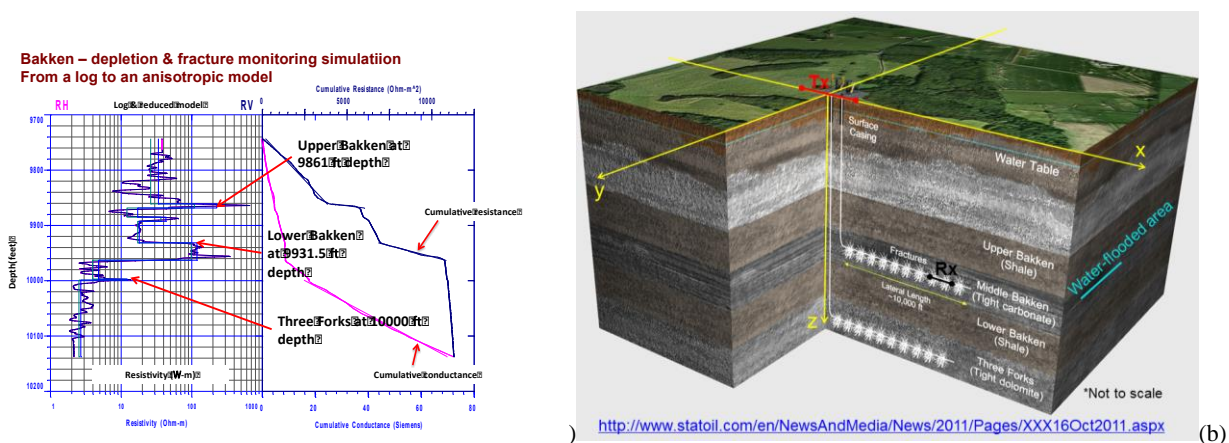 Bakken – depletion & fracture monitoring simulatiin
From a log to an anisotropic model
Cumulative Resistance (Ohm-m^2)
0 5000 10000
RH Log & reduced model RV
9700
9800
9900
10000
10100
10200
Depth(feet)
Upper Bakken at
9861 ft depth
Cumulative resistance
Lower Bakken
at 9931.5 ft
depth
Three Forks at 10000 ft
depth
Cumulative conductance
Resistivity (W-m)
1 10 100 1000
Resistivity (Ohm-m)
0 20 40 60 80
Cumulative Conductance (Siemens)
)
Tx
x
y
z
Surface
Casing
Water Table
Upper Bakken
(Shale)
Fractures
Rx
Lateral Length
~10,000 ft
Middle Bakken
(Tight carbonate)
Water-flooded area
Lower Bakken
(Shale)
Three Forks
(Tight dolomite)
*Not to scale
http://www.statoil.com/en/NewsAndMedia/News/2011/Pages/XXX16Oct2011.aspx
(b)